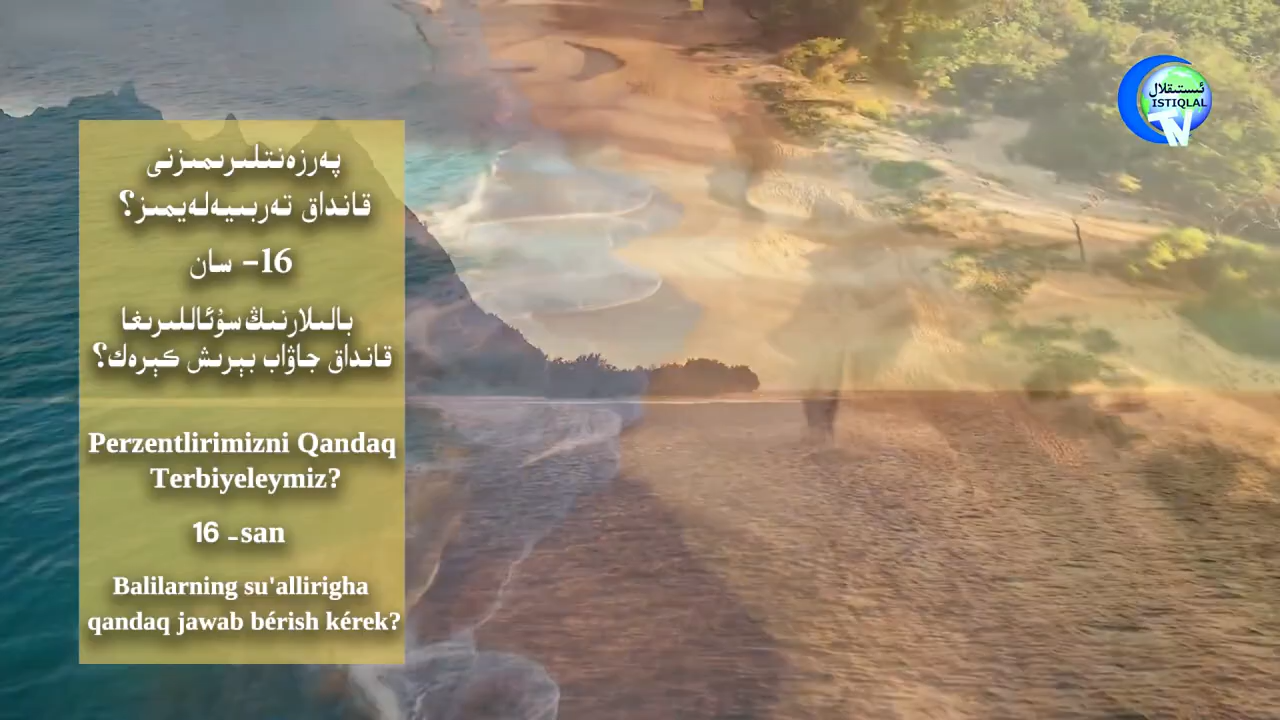 پەرزەنتلىرىمىزنى
قانداق تەربىيەلەيمىز؟
16- سان
بالىلارنىڭ سۇئاللىرىغا
قانداق جاۋاب بېرىش كېرەك؟
Perzentlirimizni Qandaq
Terbiyeleymiz?
16 -san
Balilarning su'allirigha
qandaq jawab bérish kérek?
ئىستىقلال
ISTIQLAL
TV